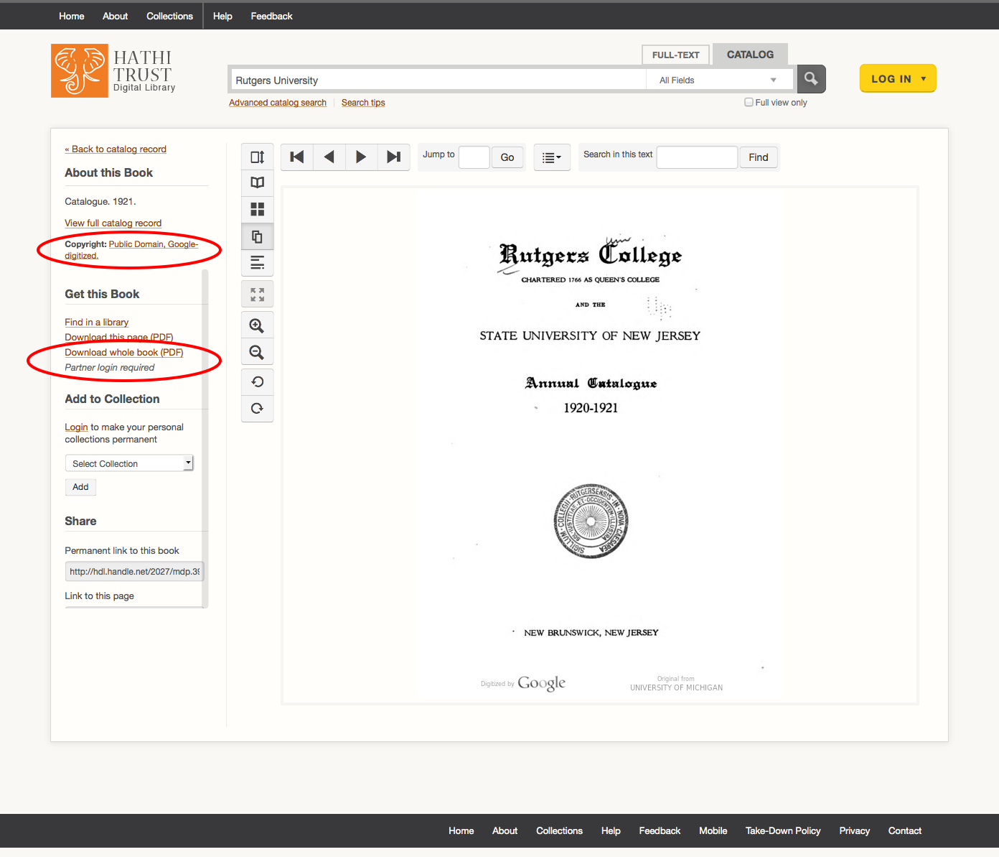 Home About Collections Help Feedback
HATHI
TRUST
Digital Library
FULL-TEXT CATALOG
Rutgers University All Fields
LOG IN
Advanced catalog search Search tips Full view only
« Back to catalog record
About this Book
Catalogue. 1921.
View full catalog record
Copyright: Public Domain, Google-
digitized.
Get this Book
Find in a library
Download this page (PDF)
Download whole book (PDF)
Partner login required
Add to Collection
Login to make your personal
collections permanent
Select Collection
Add
Share
Permanent link to this book
http://hdl.handle.net/2027/mdp.39
Link to this page
Jump to Go Search in this text Find
Rutgers College
CHARTERED 1766 AS QUEEN'S COLLEGE
AND THE
STATE UNIVERSITY OF NEW JERSEY
Annual Catalogue
1920-1921
SIGILLUM · COLLEGII · RUTGERSENSIS · IN · NOVA · CAESAREA
SOL · IUSTITIAE · ET · OCCIDENTEM · ILLUSTRA
NEW BRUNSWICK, NEW JERSEY
Digitized by Google
Original from
UNIVERSITY OF MICHIGAN
Home About Collections Help Feedback Mobile Take-Down Policy Privacy Contact